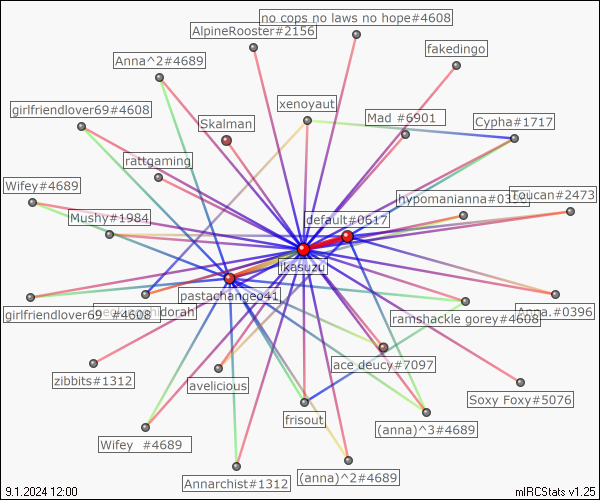 no cops no laws no hope#4608
AlpineRooster#2156
fakedingo
Anna^2#4689
xenoyaut
girlfriendlover69#4608
Mad #6901
Skalman
Cypha#1717
rattgaming
Wifey#4689
hypomanianna#0
Toucan#2473
Mushy#1984
default#0617
ikasuzu
pastachangeo41
girlfriendlover69 #4608
idorah
Anna.#0396
ramshackle gorey#4608
ace deucy#7097
zibbits#1312
avelicious
Soxy Foxy#5076
frisout
(anna)^3#4689
Wifey #4689
Annarchist#1312
(anna)^2#4689
9.1.2024 12:00
mIRCStats v1.25